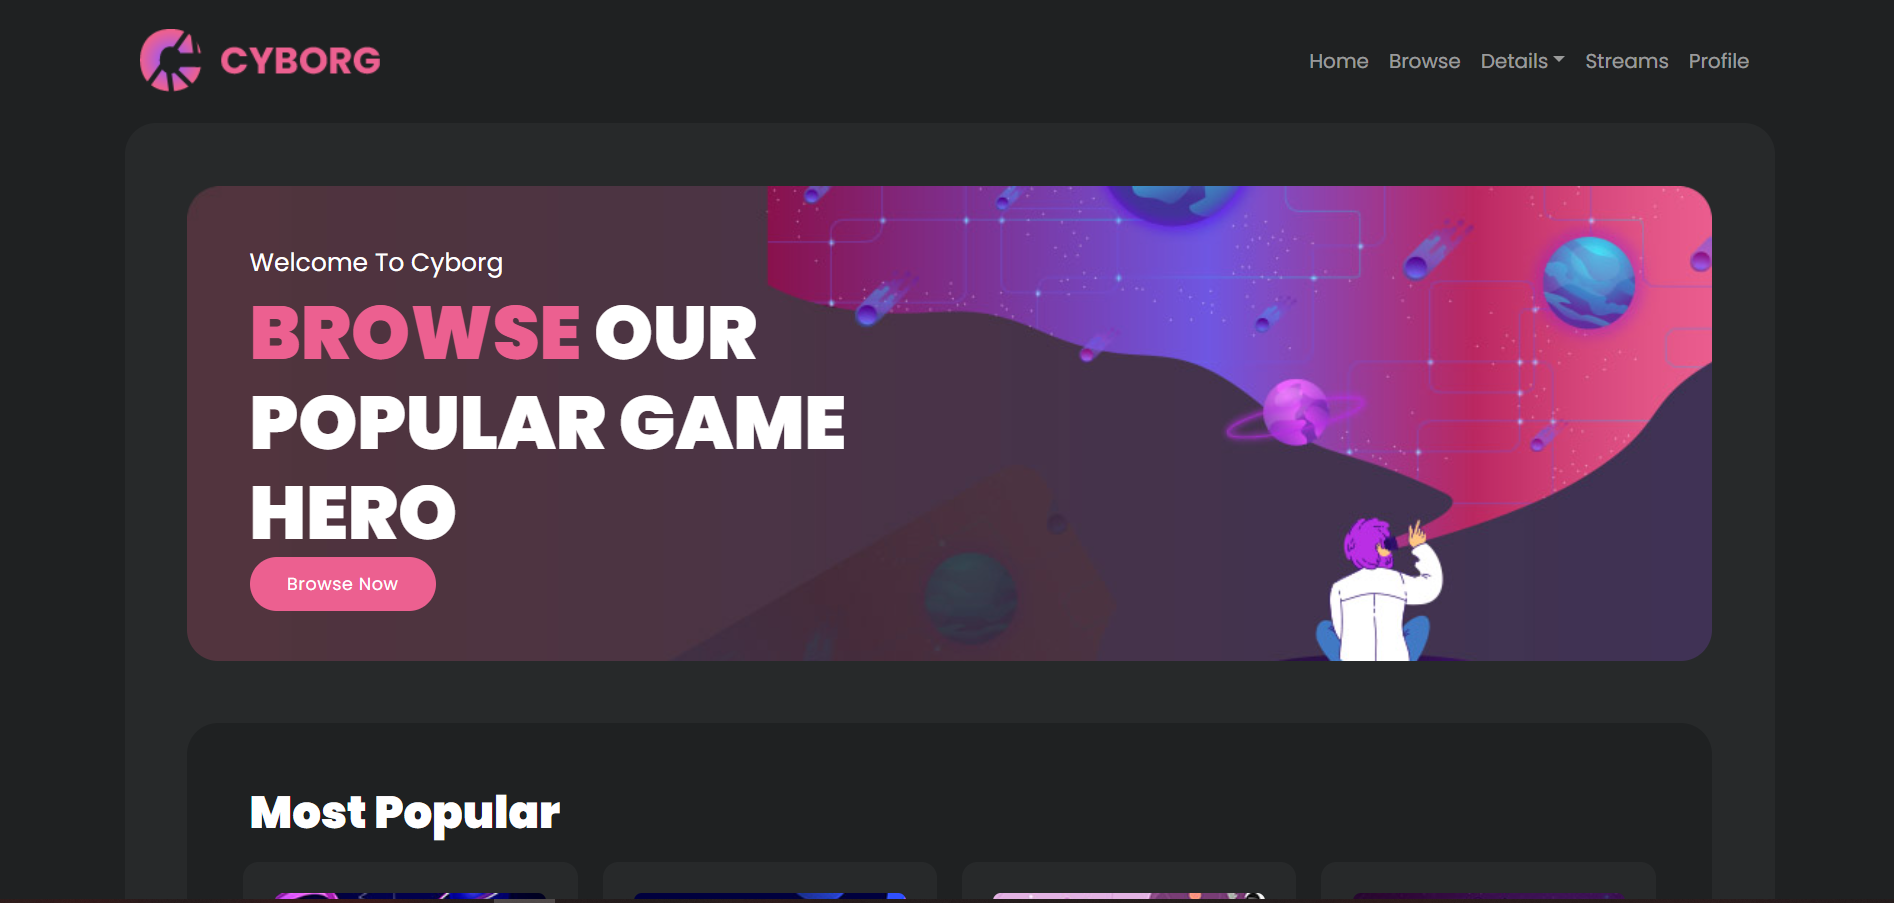 CYBORG
Home Browse Details Streams Profile
Welcome To Cyborg
BROWSE OUR
POPULAR GAME
HERO
Browse Now
Most Popular